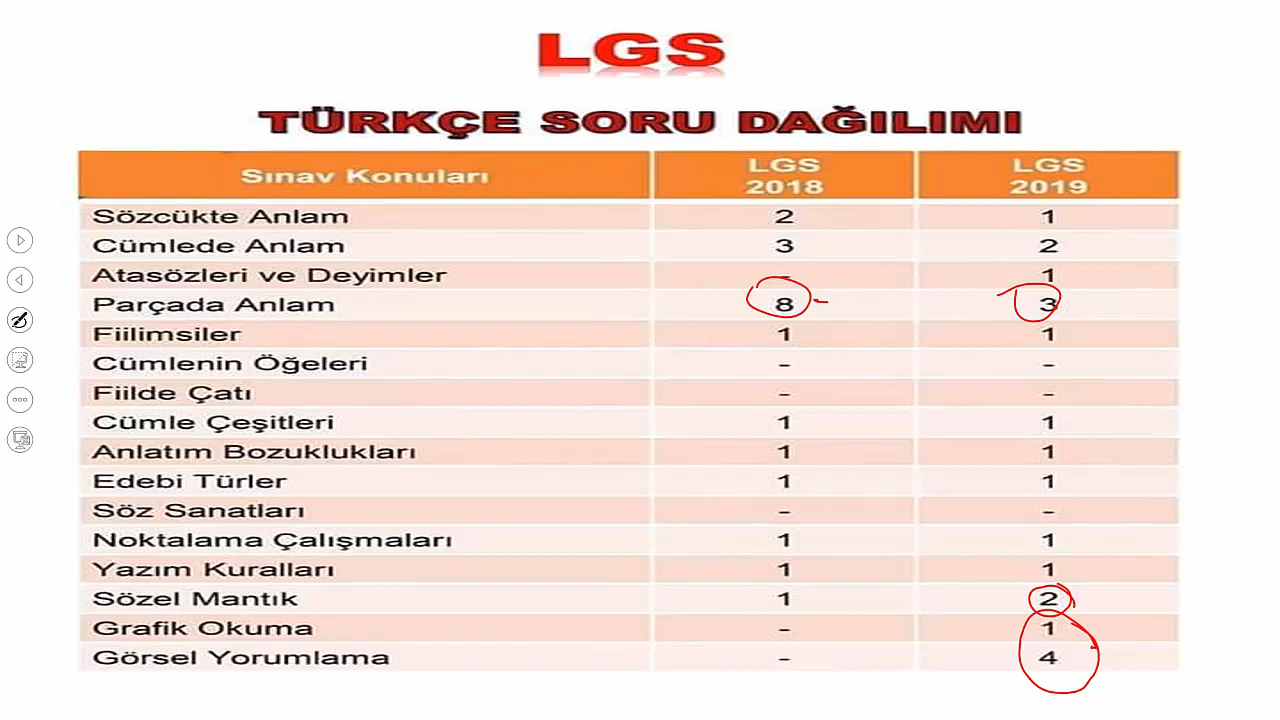 LGS
TÜRKÇE SORU DAĞILIMI
Sınav Konuları LGS 2018 LGS 2019
Sözcükte Anlam 2 1
Cümlede Anlam 3 2
Atasözleri ve Deyimler - 1
Parçada Anlam 8 3
Fiilimsiler 1 1
Cümlenin Öğeleri - -
Fiilde Çatı - -
Cümle Çeşitleri 1 1
Anlatım Bozuklukları 1 1
Edebi Türler 1 1
Söz Sanatları - -
Noktalama Çalışmaları 1 1
Yazım Kuralları 1 1
Sözel Mantık 1 2
Grafik Okuma - 1
Görsel Yorumlama - 4